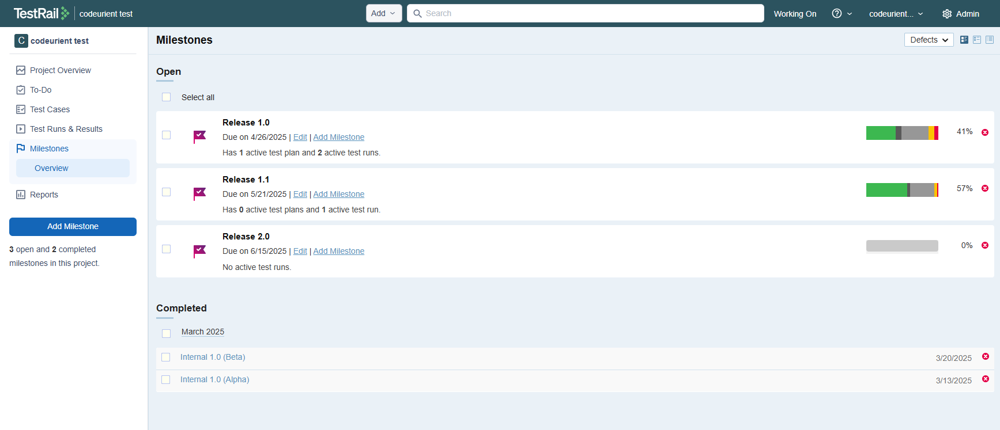 TestRail codeurient test
Add
Search
Working On
codeurient...
Admin
C codeurient test
Project Overview
To-Do
Test Cases
Test Runs & Results
Milestones
Overview
Reports
Add Milestone
3 open and 2 completed
milestones in this project.
Milestones
Defects
Open
Select all
Release 1.0
Due on 4/26/2025 | Edit | Add Milestone
Has 1 active test plan and 2 active test runs.
41%
Release 1.1
Due on 5/21/2025 | Edit | Add Milestone
Has 0 active test plans and 1 active test run.
57%
Release 2.0
Due on 6/15/2025 | Edit | Add Milestone
No active test runs.
0%
Completed
March 2025
Internal 1.0 (Beta)
3/20/2025
Internal 1.0 (Alpha)
3/13/2025